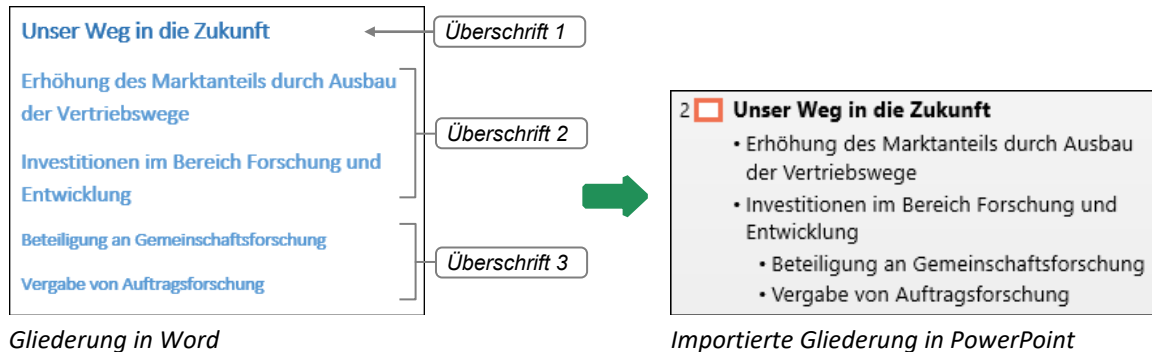 Unser Weg in die Zukunft
Überschrift 1
Erhöhung des Marktanteils durch Ausbau
der Vertriebswege
Überschrift 2
Investitionen im Bereich Forschung und
Entwicklung
Beteiligung an Gemeinschaftsforschung
Überschrift 3
Vergabe von Auftragsforschung
Gliederung in Word
2 Unser Weg in die Zukunft
• Erhöhung des Marktanteils durch Ausbau
der Vertriebswege
• Investitionen im Bereich Forschung und
Entwicklung
• Beteiligung an Gemeinschaftsforschung
• Vergabe von Auftragsforschung
Importierte Gliederung in PowerPoint